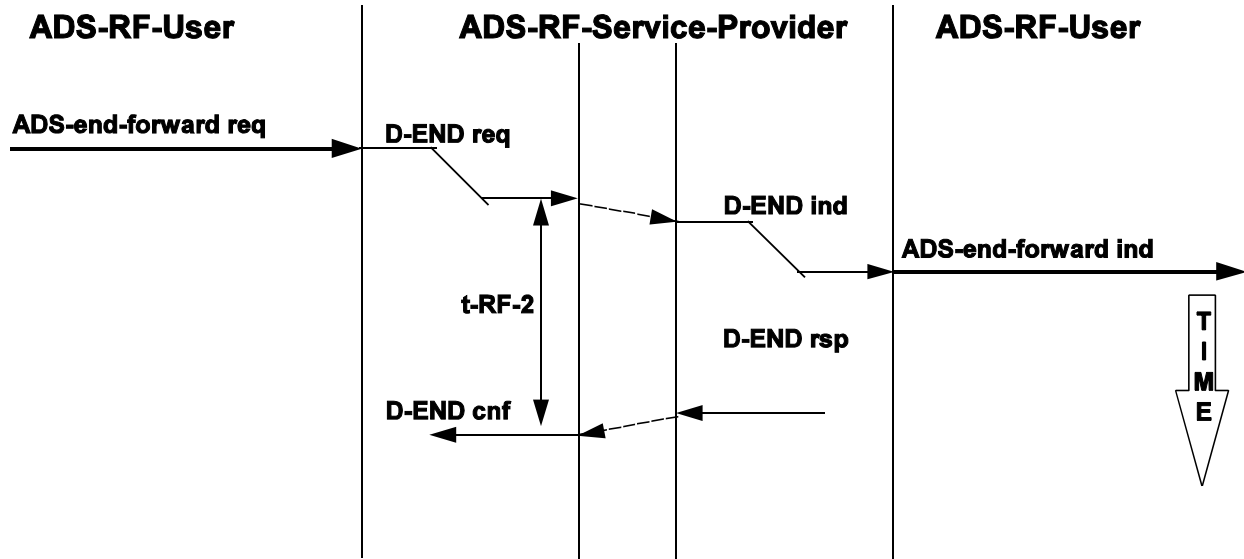 ADS-RF-User
ADS-RF-Service-Provider
ADS-RF-User
ADS-end-forward req
D-END req
D-END ind
ADS-end-forward ind
t-RF-2
D-END rsp
D-END cnf
TIME